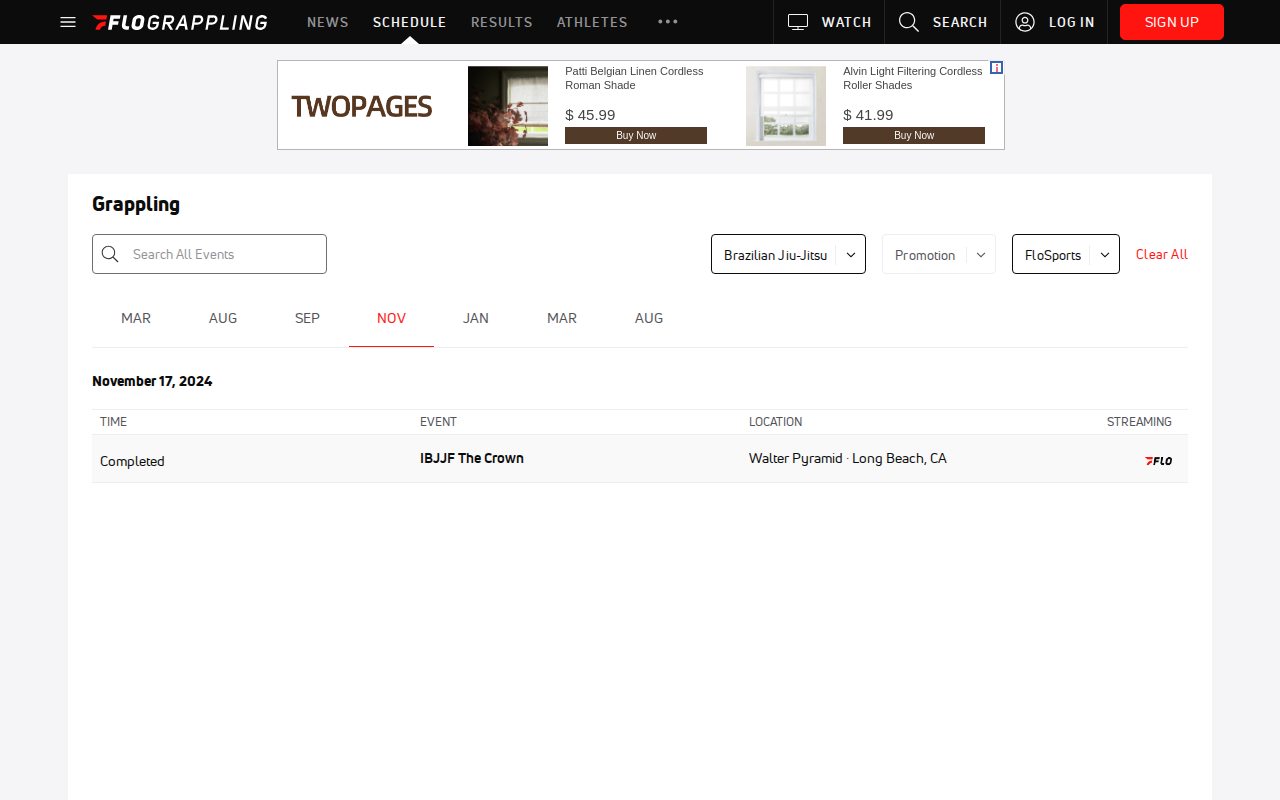 FLOGRAPPLING
NEWS
SCHEDULE
RESULTS
ATHLETES
WATCH
SEARCH
LOG IN
SIGN UP
TWOPAGES
Patti Belgian Linen Cordless
Roman Shade
$ 45.99
Buy Now
Alvin Light Filtering Cordless
Roller Shades
$ 41.99
Buy Now
Grappling
Search All Events
Brazilian Jiu-Jitsu
Promotion
FloSports
Clear All
MAR
AUG
SEP
NOV
JAN
MAR
AUG
November 17, 2024
TIME
EVENT
LOCATION
STREAMING
Completed
IBJJF The Crown
Walter Pyramid · Long Beach, CA
FLO